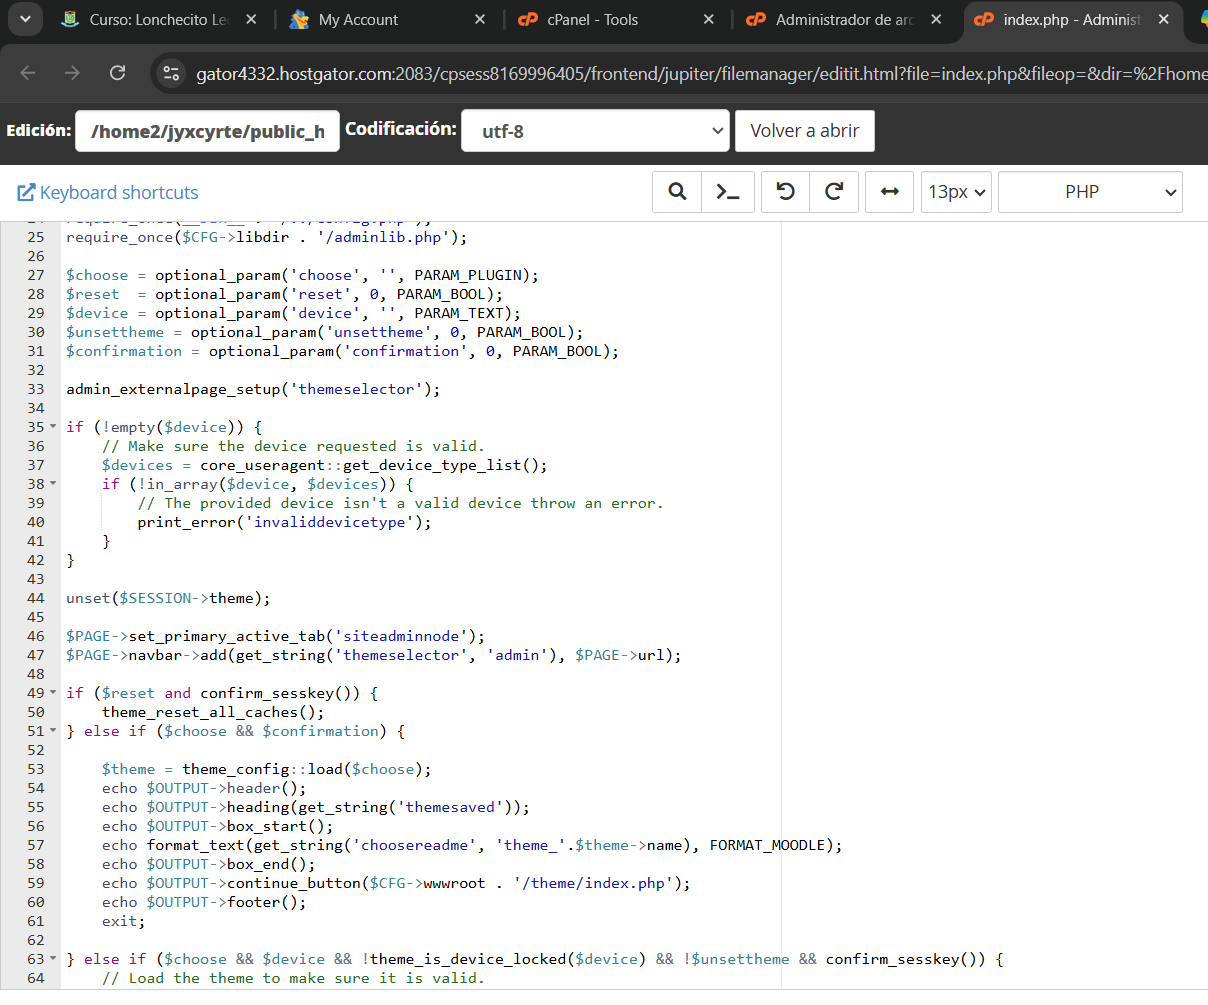 Curso: Lonchecito Le
My Account
cPanel - Tools
Administrador de arc
index.php - Administ
gator4332.hostgator.com:2083/cpsess8169996405/frontend/jupiter/filemanager/editit.html?file=index.php&fileop=&dir=%2Fhome
Edición: /home2/jyxcyrte/public_h Codificación: utf-8 Volver a abrir
Keyboard shortcuts 13px PHP
25 require_once($CFG->libdir . '/adminlib.php');
26
27 $choose = optional_param('choose', '', PARAM_PLUGIN);
28 $reset  = optional_param('reset', 0, PARAM_BOOL);
29 $device = optional_param('device', '', PARAM_TEXT);
30 $unsettheme = optional_param('unsettheme', 0, PARAM_BOOL);
31 $confirmation = optional_param('confirmation', 0, PARAM_BOOL);
32
33 admin_externalpage_setup('themeselector');
34
35 if (!empty($device)) {
36     // Make sure the device requested is valid.
37     $devices = core_useragent::get_device_type_list();
38     if (!in_array($device, $devices)) {
39         // The provided device isn't a valid device throw an error.
40         print_error('invaliddevicetype');
41     }
42 }
43
44 unset($SESSION->theme);
45
46 $PAGE->set_primary_active_tab('siteadminnode');
47 $PAGE->navbar->add(get_string('themeselector', 'admin'), $PAGE->url);
48
49 if ($reset and confirm_sesskey()) {
50     theme_reset_all_caches();
51 } else if ($choose && $confirmation) {
52
53     $theme = theme_config::load($choose);
54     echo $OUTPUT->header();
55     echo $OUTPUT->heading(get_string('themesaved'));
56     echo $OUTPUT->box_start();
57     echo format_text(get_string('choosereadme', 'theme_'.$theme->name), FORMAT_MOODLE);
58     echo $OUTPUT->box_end();
59     echo $OUTPUT->continue_button($CFG->wwwroot . '/theme/index.php');
60     echo $OUTPUT->footer();
61     exit;
62
63 } else if ($choose && $device && !theme_is_device_locked($device) && !$unsettheme && confirm_sesskey()) {
64     // Load the theme to make sure it is valid.